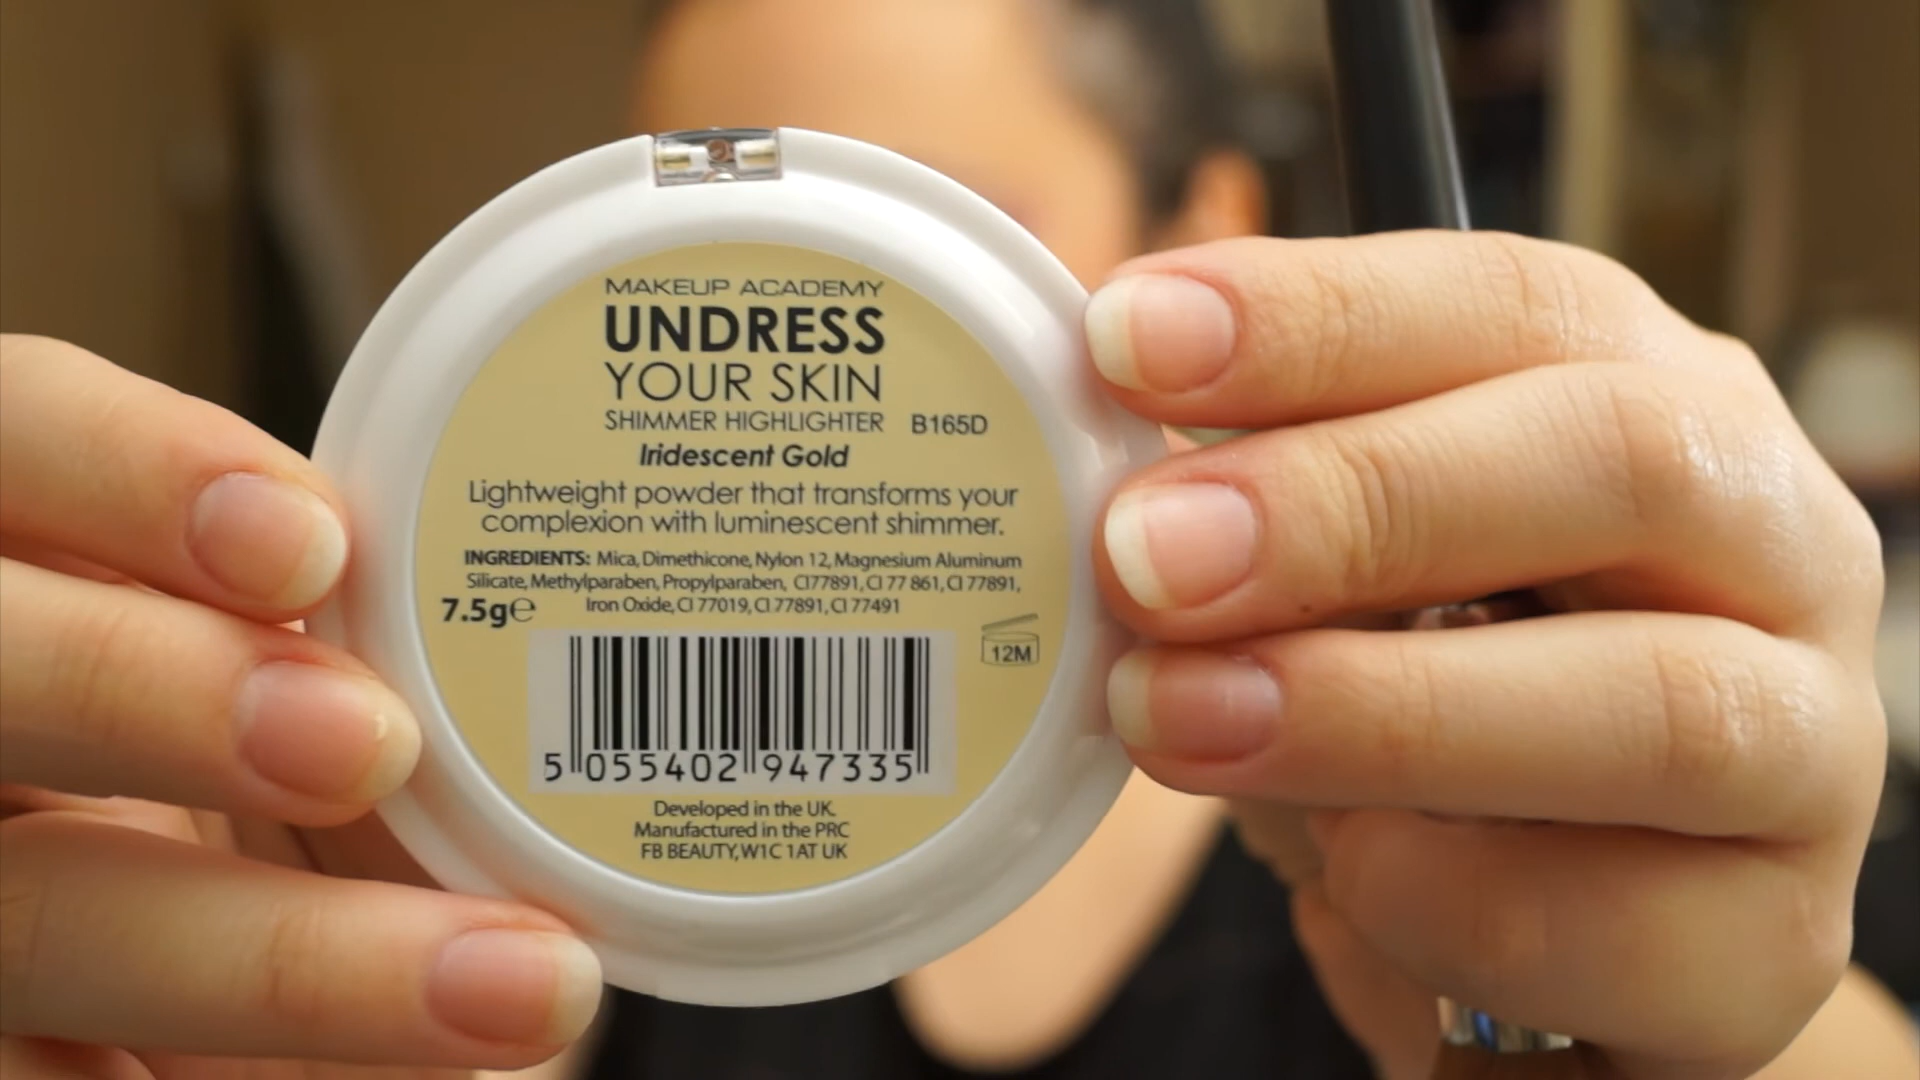 MAKEUP ACADEMY
UNDRESS
YOUR SKIN
SHIMMER HIGHLIGHTER B165D
Iridescent Gold
Lightweight powder that transforms your
complexion with luminescent shimmer.
INGREDIENTS: Mica, Dimethicone, Nylon 12, Magnesium Aluminum
Silicate, Methylparaben, Propylparaben, CI77891, CI 77 861, CI 77891,
Iron Oxide, CI 77019, CI 77891, CI 77491
7.5g℮
12M
5 055402 947335
Developed in the UK.
Manufactured in the PRC
FB BEAUTY, W1C 1AT UK